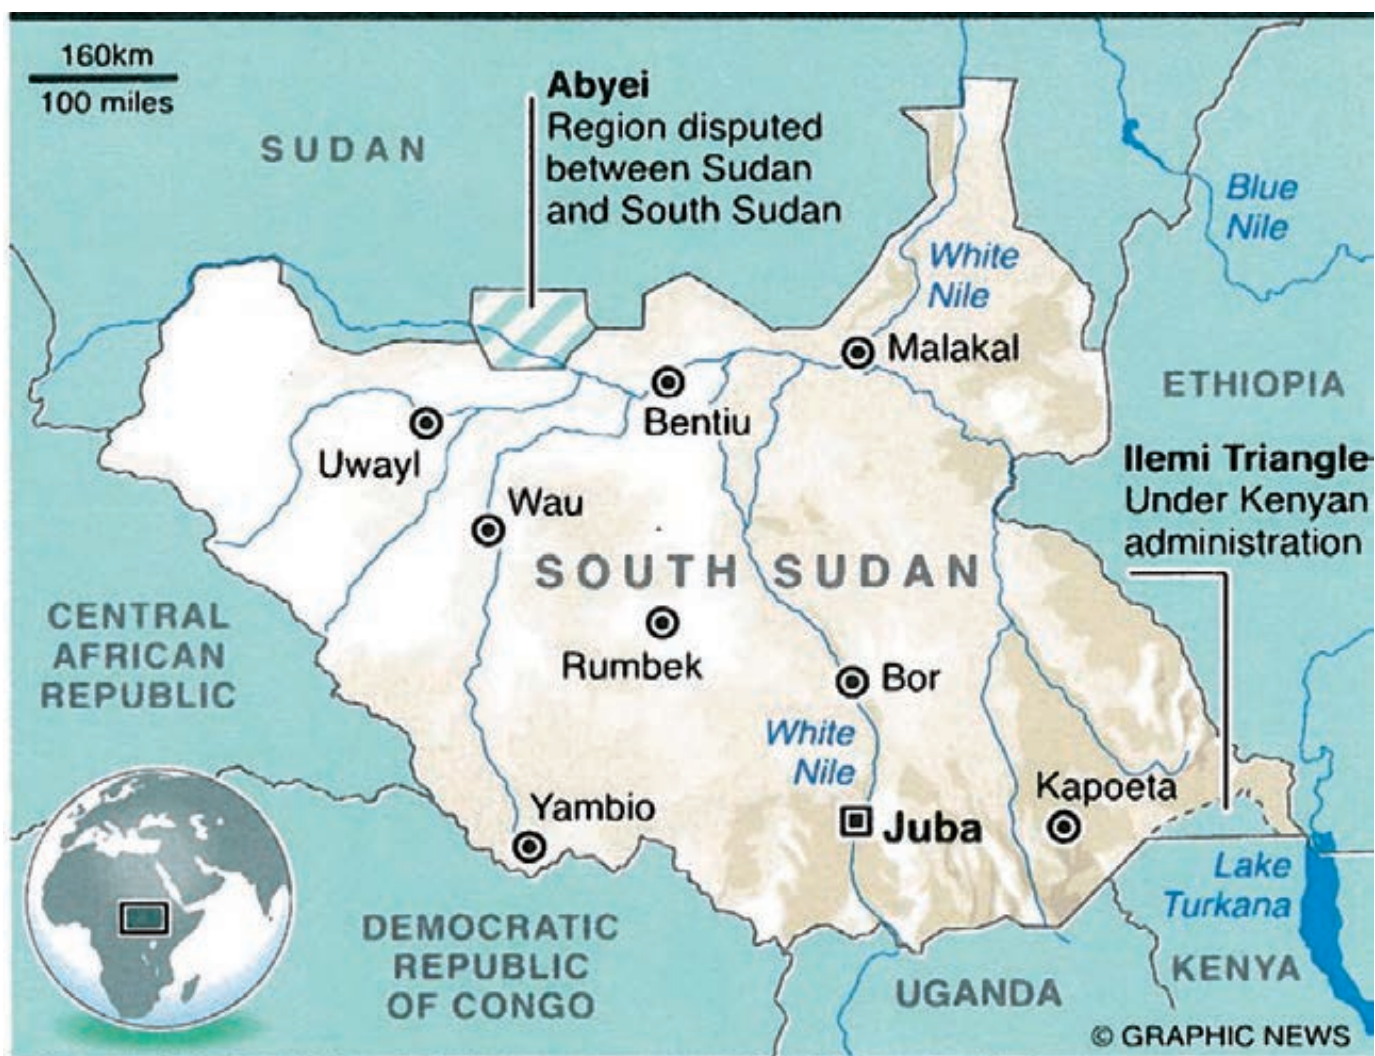 160km
100 miles
SUDAN
Abyei
Region disputed
between Sudan
and South Sudan
Blue
Nile
White
Nile
Malakal
ETHIOPIA
Bentiu
Uwayl
Ilemi Triangle
Under Kenyan
administration
Wau
SOUTH SUDAN
CENTRAL
AFRICAN
REPUBLIC
Rumbek
Bor
White
Nile
Kapoeta
Yambio
Juba
Lake
Turkana
DEMOCRATIC
REPUBLIC
OF CONGO
UGANDA
KENYA
© GRAPHIC NEWS